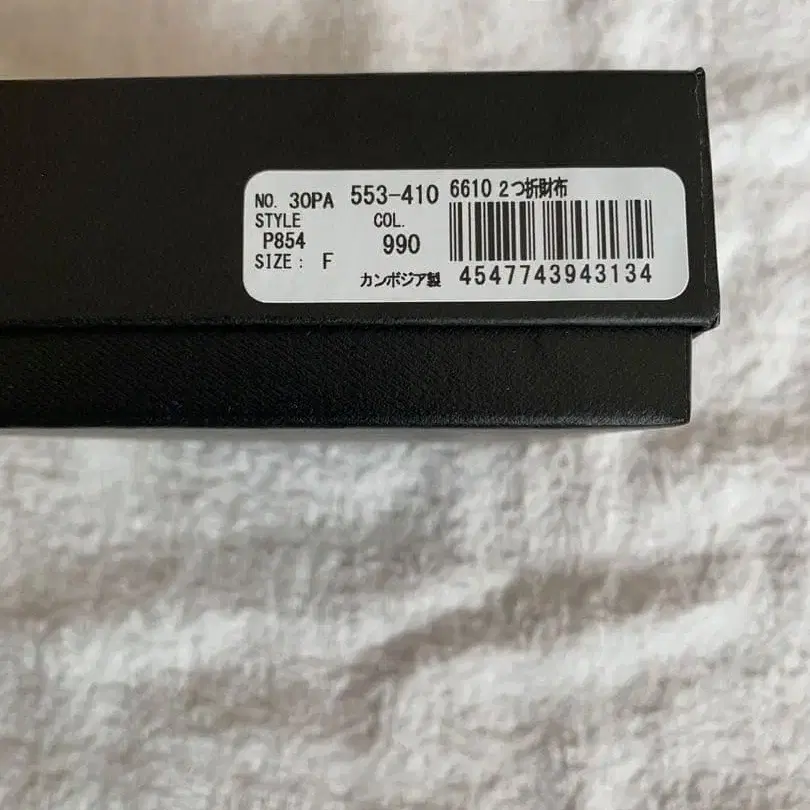 NO. 30PA 553-410 6610 2つ折財布
STYLE COL.
P854 990
SIZE: F カンボジア製 4547743943134